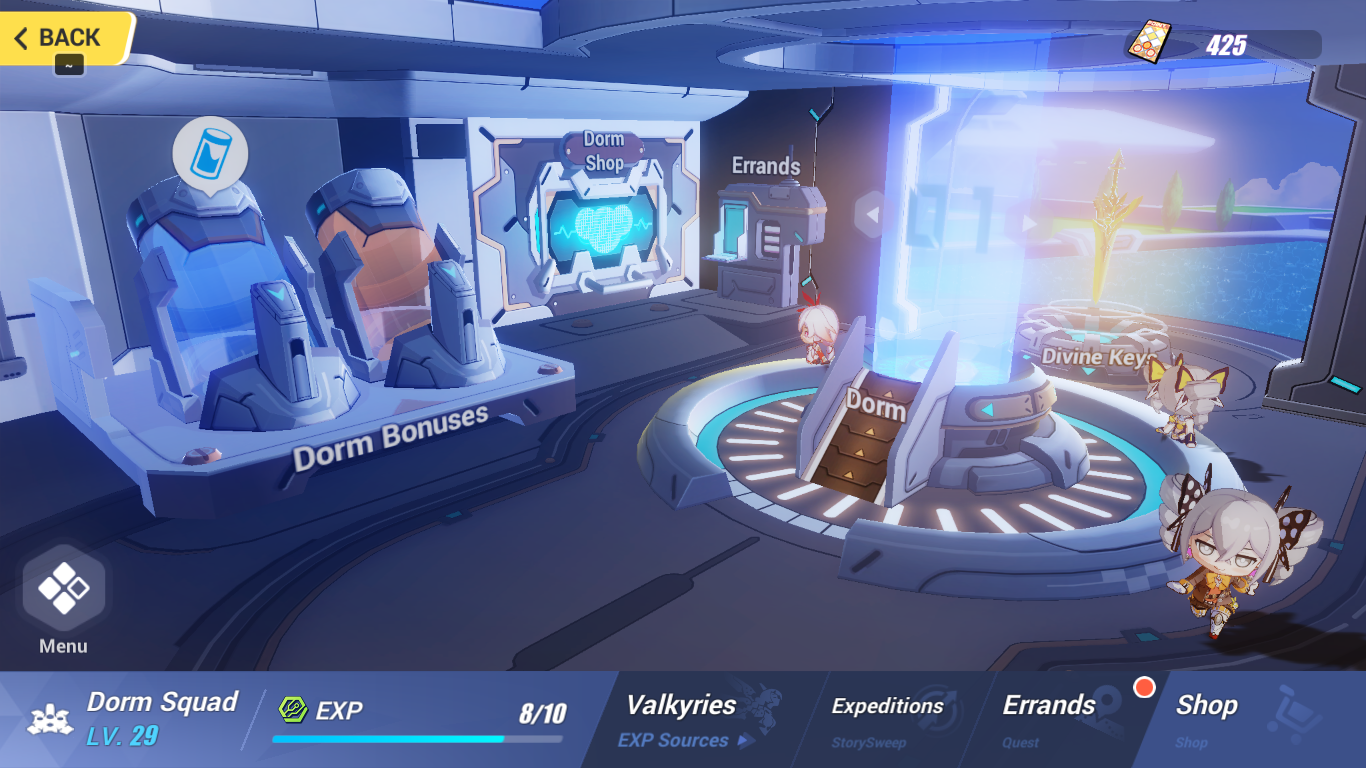 BACK
~
425
Dorm
Shop
Errands
Divine Keys
Dorm
Dorm Bonuses
Menu
Dorm Squad
LV. 29
EXP
8/10
Valkyries
EXP Sources
Expeditions
StorySweep
Errands
Quest
Shop
Shop